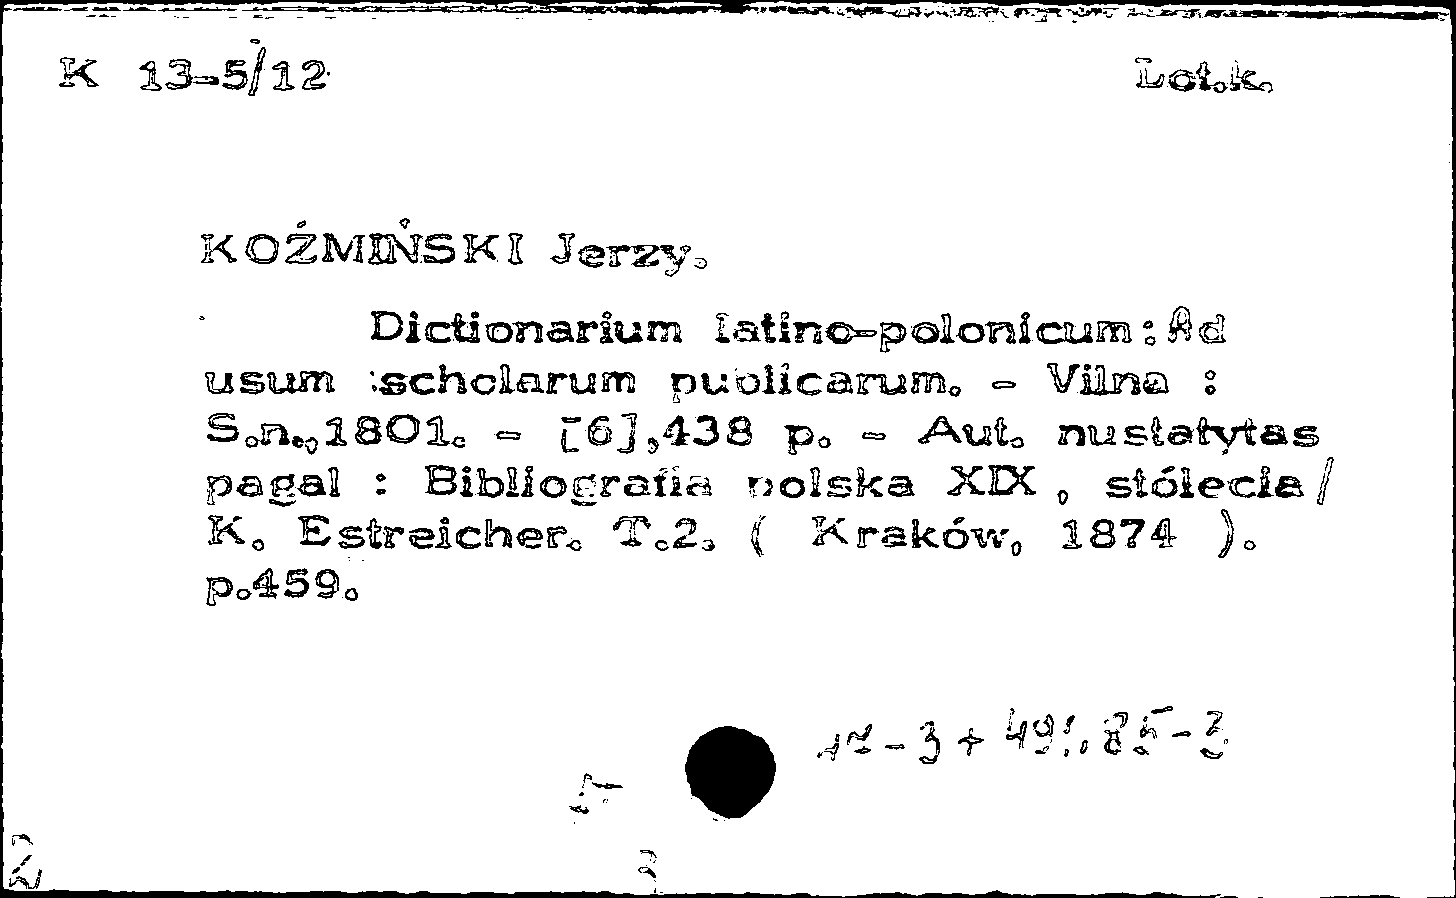 K 13-5/12 Lot.k.
KOŹMIŃSKI Jerzy.
Dictionarium latino-polonicum:Ad
usum scholarum publicarum. - Vilna :
S.n.,1801. - [6],438 p. - Aut. nustatytas
pagal : Bibliografia polska XIX , stólecia/
K. Estreicher. T.2. ( Kraków, 1874 ).
p.459.